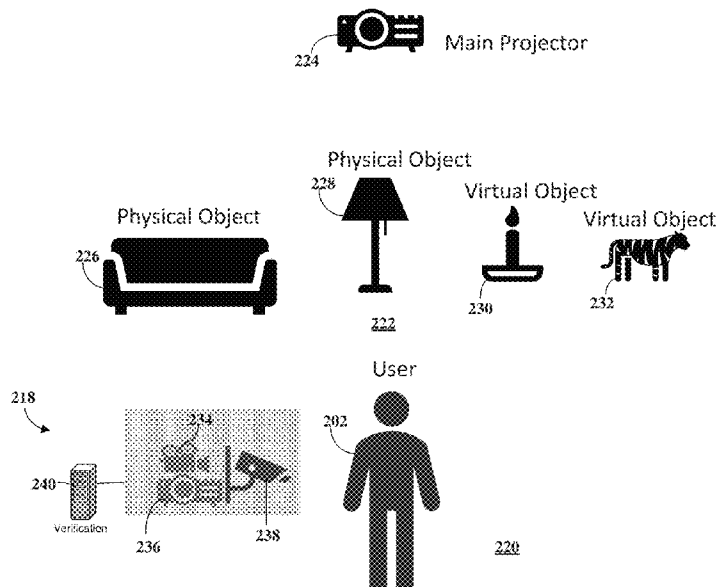 224
Main Projector
Physical Object
228
Virtual Object
Physical Object
Virtual Object
226
230
232
222
User
218
234
202
240
Verification
236
238
220